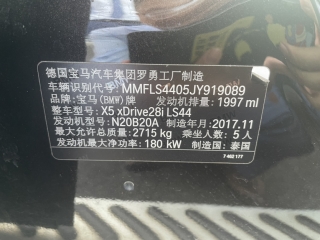 德国宝马汽车集团罗勇工厂制造
车辆识别代号: MMFLS4405JY919089
品牌: 宝马(BMW)牌 发动机排量: 1997 ml
整车型号: X5 xDrive28i LS44
发动机型号: N20B20A 2017.11
最大允许总质量: 2715 kg 乘坐人数: 5 人
发动机最大净功率: 180 kW 制造国: 泰国
7 462 177